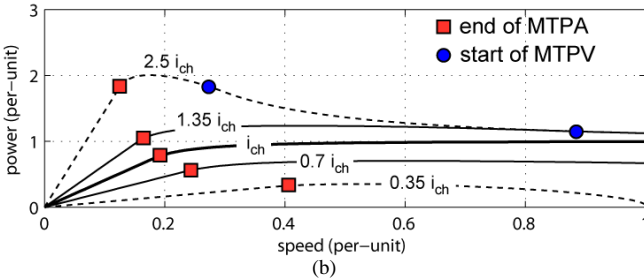 3
end of MTPA
start of MTPV
2.5 i_ch
2
1.35 i_ch
i_ch
1
0.7 i_ch
0.35 i_ch
0
0 0.2 0.4 0.6 0.8 1
power (per−unit)
speed (per−unit)
(b)